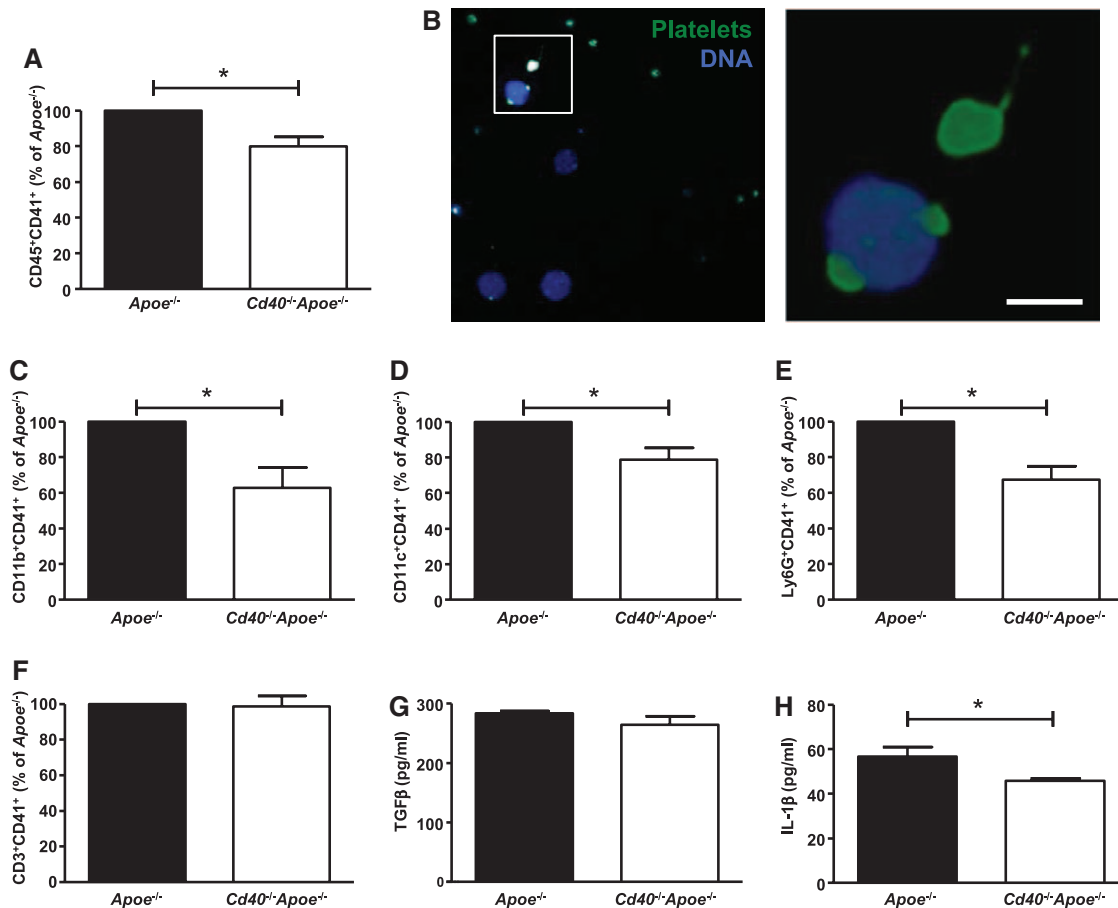 A
*
CD45⁺CD41⁺ (% of Apoe⁻/⁻)
100
80
60
40
20
0
Apoe⁻/⁻
Cd40⁻/⁻Apoe⁻/⁻
B
Platelets
DNA
C
*
CD11b⁺CD41⁺ (% of Apoe⁻/⁻)
100
80
60
40
20
0
Apoe⁻/⁻
Cd40⁻/⁻Apoe⁻/⁻
D
*
CD11c⁺CD41⁺ (% of Apoe⁻/⁻)
100
80
60
40
20
0
Apoe⁻/⁻
Cd40⁻/⁻Apoe⁻/⁻
E
*
Ly6G⁺CD41⁺ (% of Apoe⁻/⁻)
100
80
60
40
20
0
Apoe⁻/⁻
Cd40⁻/⁻Apoe⁻/⁻
F
CD3⁺CD41⁺ (% of Apoe⁻/⁻)
100
80
60
40
20
0
Apoe⁻/⁻
Cd40⁻/⁻Apoe⁻/⁻
G
TGFβ (pg/ml)
300
200
100
0
Apoe⁻/⁻
Cd40⁻/⁻Apoe⁻/⁻
H
*
IL-1β (pg/ml)
80
60
40
20
0
Apoe⁻/⁻
Cd40⁻/⁻Apoe⁻/⁻